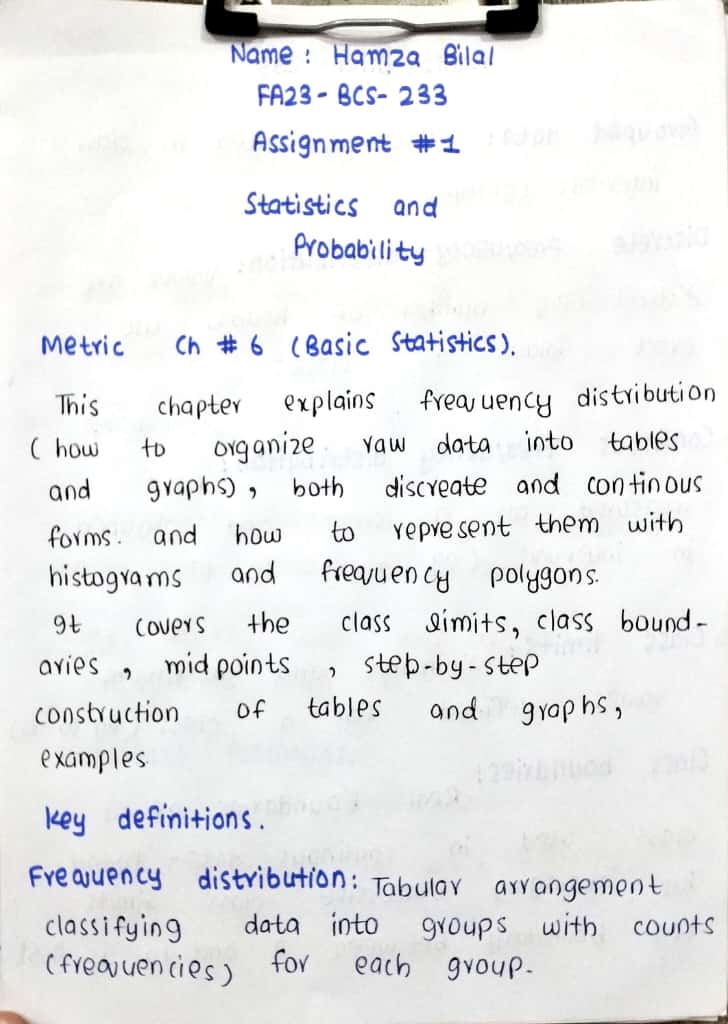 Name : Hamza Bilal
FA23 - BCS- 233
Assignment #1
Statistics and
Probability
Metric Ch # 6 (Basic Statistics).
This chapter explains frequency distribution
( how to organize raw data into tables
and graphs), both discreate and continous
forms. and how to represent them with
histograms and frequency polygons.
It covers the class limits, class bound-
aries, midpoints, step-by-step
construction of tables and graphs,
examples
key definitions.
Frequency distribution: Tabular arrangement
classifying data into groups with counts
(frequencies) for each group.